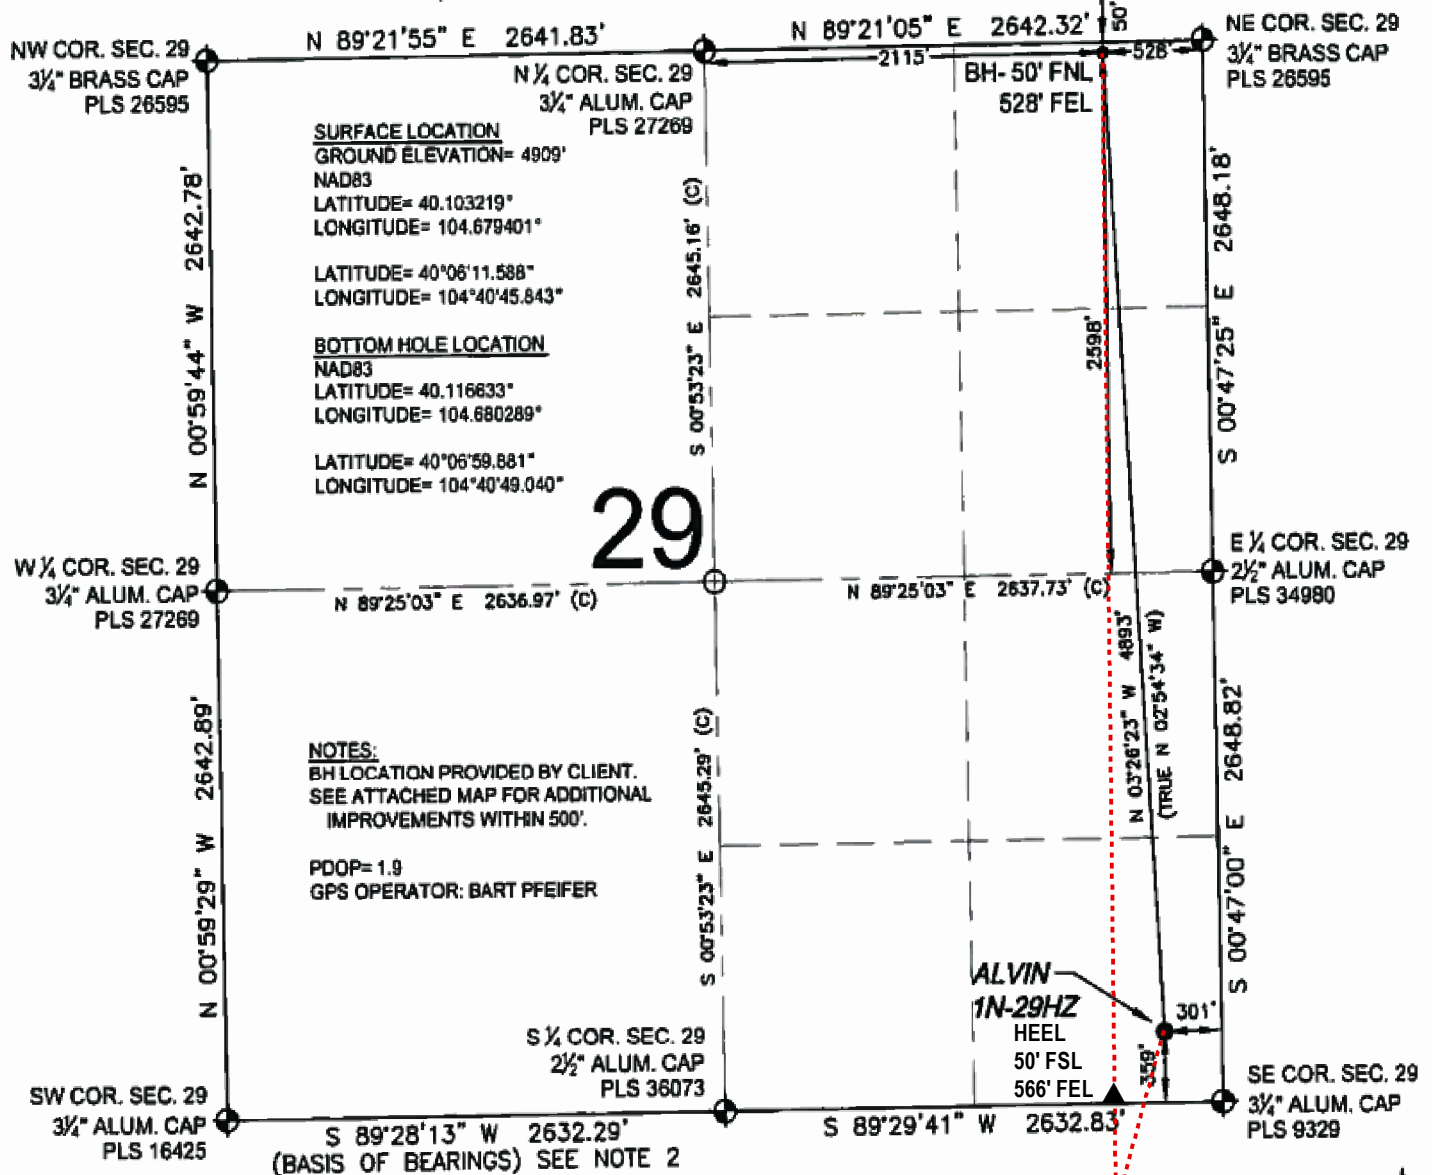 N 89°21'55" E 2641.83'
N 89°21'05" E 2642.32'
50'
2115'
528'
NW COR. SEC. 29
3¼" BRASS CAP
PLS 26595
N ¼ COR. SEC. 29
3¼" ALUM. CAP
PLS 27269
BH- 50' FNL
528' FEL
NE COR. SEC. 29
3¼" BRASS CAP
PLS 26595
SURFACE LOCATION
GROUND ELEVATION= 4909'
NAD83
LATITUDE= 40.103219°
LONGITUDE= 104.679401°
LATITUDE= 40°06'11.588"
LONGITUDE= 104°40'45.843"
BOTTOM HOLE LOCATION
NAD83
LATITUDE= 40.116633°
LONGITUDE= 104.680289°
LATITUDE= 40°06'59.881"
LONGITUDE= 104°40'49.040"
N 00°59'44" W 2642.78'
S 00°53'23" E 2645.16' (C)
2598'
S 00°47'25" E 2648.18'
29
W ¼ COR. SEC. 29
3¼" ALUM. CAP
PLS 27269
N 89°25'03" E 2636.97' (C)
N 89°25'03" E 2637.73' (C)
E ¼ COR. SEC. 29
2½" ALUM. CAP
PLS 34980
N 00°59'29" W 2642.89'
S 00°53'23" E 2645.29' (C)
N 03°26'23" W 4893'
(TRUE N 02°54'34" W)
S 00°47'00" E 2648.82'
NOTES:
BH LOCATION PROVIDED BY CLIENT.
SEE ATTACHED MAP FOR ADDITIONAL
IMPROVEMENTS WITHIN 500'.
PDOP= 1.9
GPS OPERATOR: BART PFEIFER
ALVIN
1N-29HZ
HEEL
50' FSL
566' FEL
301'
359'
S ¼ COR. SEC. 29
2½" ALUM. CAP
PLS 36073
SW COR. SEC. 29
3¼" ALUM. CAP
PLS 16425
SE COR. SEC. 29
3¼" ALUM. CAP
PLS 9329
S 89°28'13" W 2632.29'
(BASIS OF BEARINGS) SEE NOTE 2
S 89°29'41" W 2632.83'